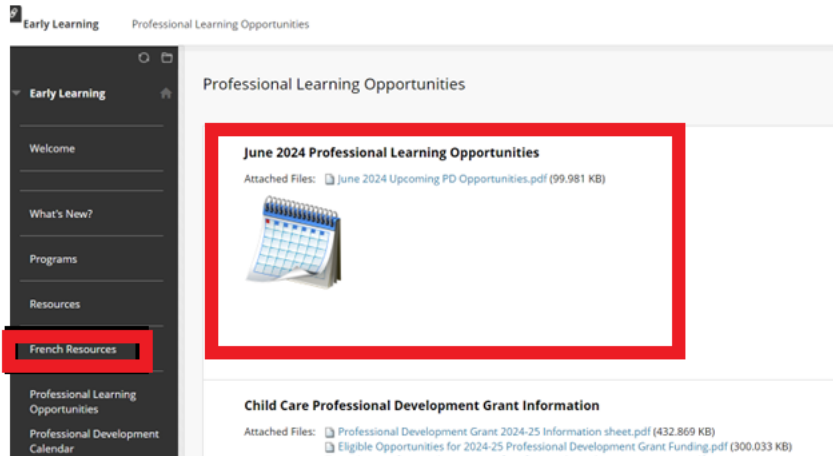 Early Learning Professional Learning Opportunities
Early Learning
Welcome
What's New?
Programs
Resources
French Resources
Professional Learning
Opportunities
Professional Development
Calendar
Professional Learning Opportunities
June 2024 Professional Learning Opportunities
Attached Files: June 2024 Upcoming PD Opportunities.pdf (99.981 KB)
Child Care Professional Development Grant Information
Attached Files: Professional Development Grant 2024-25 Information sheet.pdf (432.869 KB)
Eligible Opportunities for 2024-25 Professional Development Grant Funding.pdf (300.033 KB)